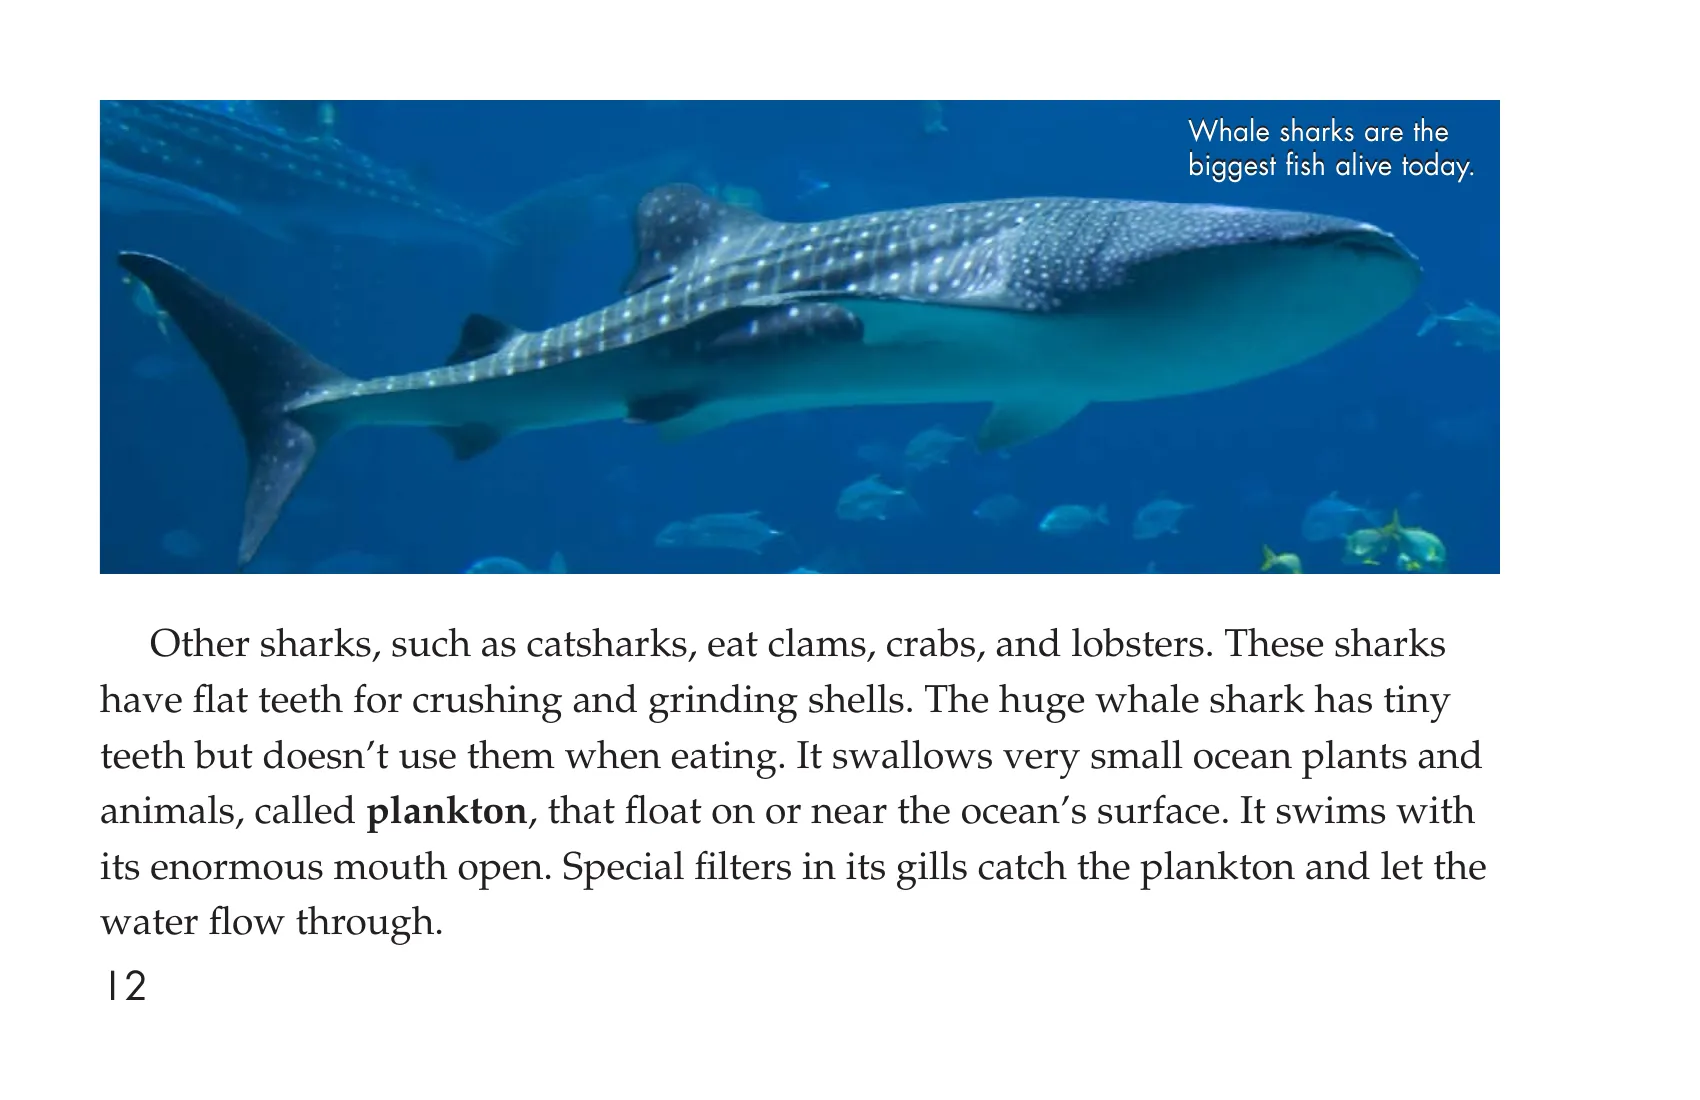 Whale sharks are the
biggest fish alive today.
Other sharks, such as catsharks, eat clams, crabs, and lobsters. These sharks
have flat teeth for crushing and grinding shells. The huge whale shark has tiny
teeth but doesn’t use them when eating. It swallows very small ocean plants and
animals, called plankton, that float on or near the ocean’s surface. It swims with
its enormous mouth open. Special filters in its gills catch the plankton and let the
water flow through.
12